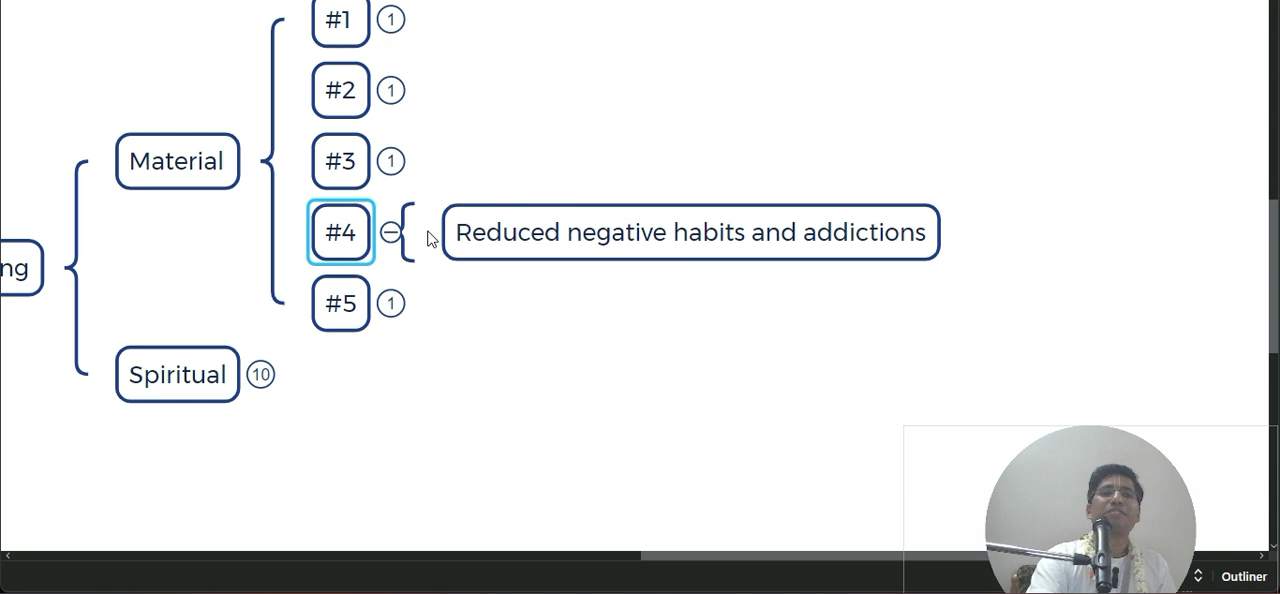 #1 1
#2 1
Material #3 1
#4 Reduced negative habits and addictions
ng
#5 1
Spiritual 10
Outliner